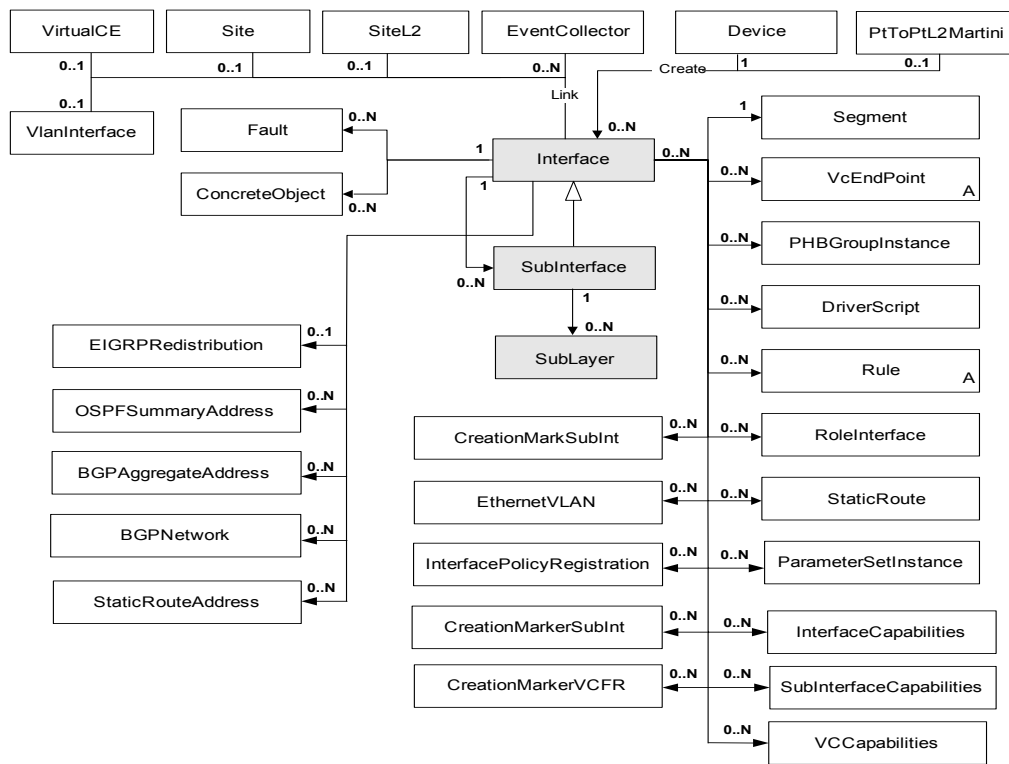 VirtualCE
Site
SiteL2
EventCollector
Device
PtToPtL2Martini
0..1
0..1
0..1
0..N
1
0..1
Create
Link
0..1
VlanInterface
Fault
0..N
0..N
1
Segment
1
Interface
0..N
ConcreteObject
0..N
1
0..N
VcEndPoint
A
0..N
PHBGroupInstance
SubInterface
0..N
1
0..N
DriverScript
0..N
SubLayer
EIGRPRedistribution
0..1
0..N
Rule
A
OSPFSummaryAddress
0..N
CreationMarkSubInt
0..N
0..N
RoleInterface
BGPAggregateAddress
0..N
EthernetVLAN
0..N
0..N
StaticRoute
BGPNetwork
0..N
InterfacePolicyRegistration
0..N
0..N
ParameterSetInstance
StaticRouteAddress
0..N
CreationMarkerSubInt
0..N
0..N
InterfaceCapabilities
CreationMarkerVCFR
0..N
0..N
SubInterfaceCapabilities
0..N
VCCapabilities